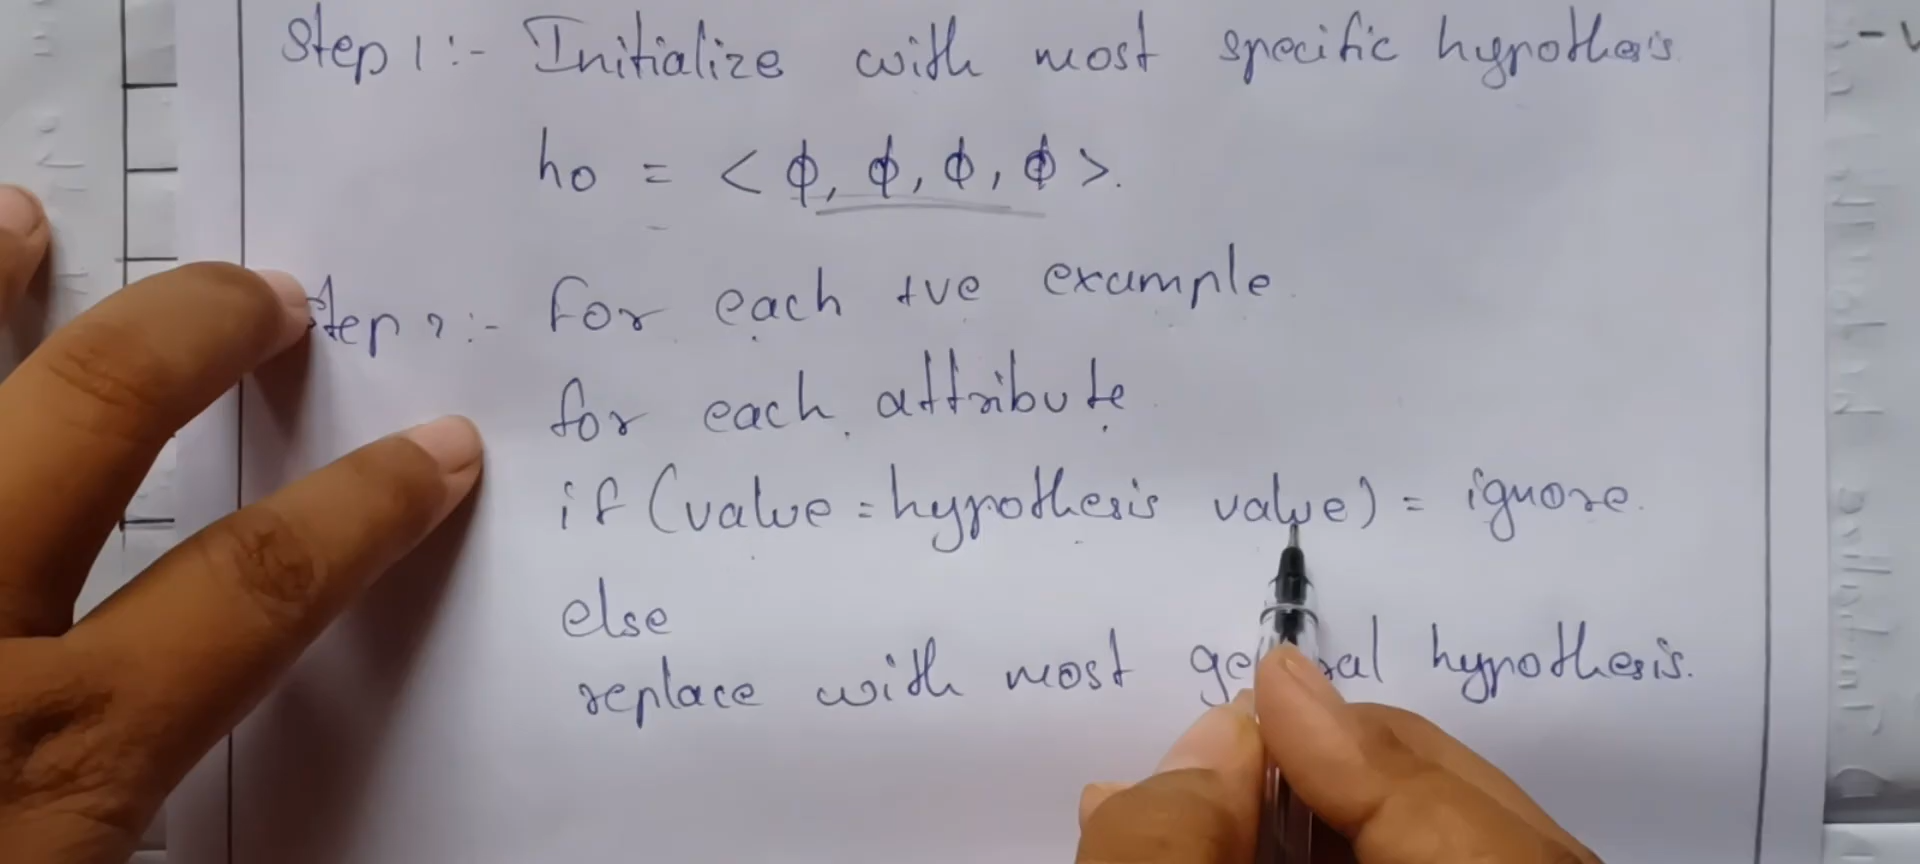 Step 1 :- Initialize with most specific hypothesis
h0 = < ϕ, ϕ, ϕ, ϕ >.
Step 2 :- for each +ve example
for each attribute
if (value = hypothesis value) = ignore.
else
replace with most general hypothesis.